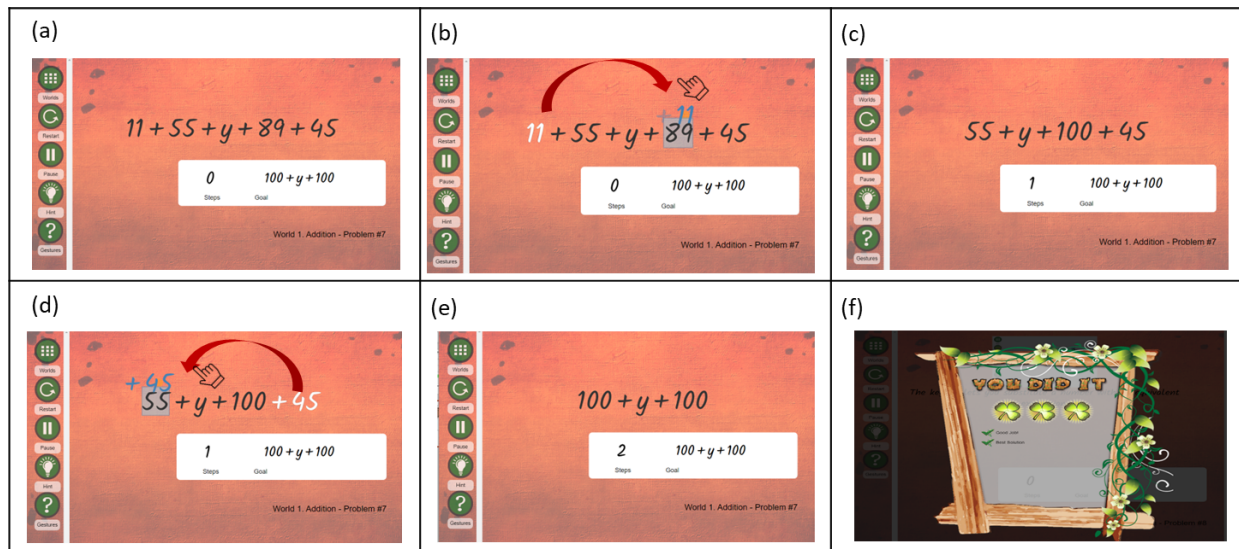 (a)
Worlds
Restart
Pause
Hint
Gestures
11 + 55 + y + 89 + 45
0
100 + y + 100
Steps
Goal
World 1. Addition - Problem #7
(b)
Worlds
Restart
Pause
Hint
Gestures
+ 11
11 + 55 + y + 89 + 45
0
100 + y + 100
Steps
Goal
World 1. Addition - Problem #7
(c)
Worlds
Restart
Pause
Hint
Gestures
55 + y + 100 + 45
1
100 + y + 100
Steps
Goal
World 1. Addition - Problem #7
(d)
Worlds
Restart
Pause
Hint
Gestures
+ 45
55 + y + 100 + 45
1
100 + y + 100
Steps
Goal
World 1. Addition - Problem #7
(e)
Worlds
Restart
Pause
Hint
Gestures
100 + y + 100
2
100 + y + 100
Steps
Goal
World 1. Addition - Problem #7
(f)
YOU DID IT
Good Job!
Best Solution
0